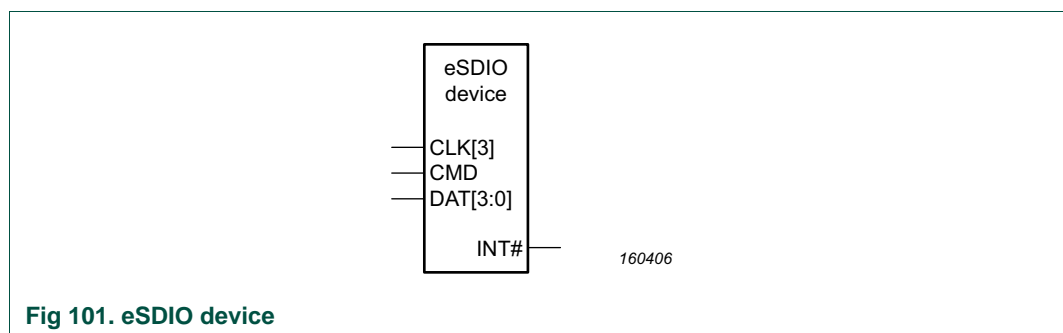 eSDIO
device
CLK[3]
CMD
DAT[3:0]
INT#
160406
Fig 101. eSDIO device